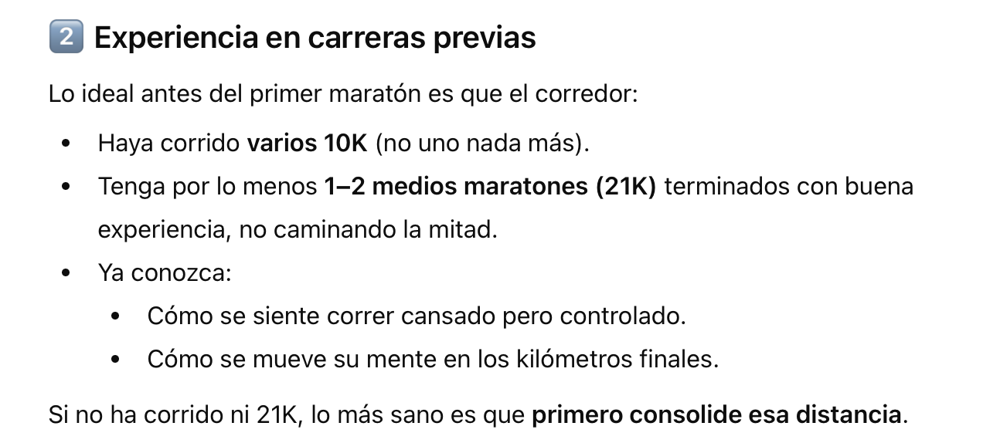 2️⃣ Experiencia en carreras previas
Lo ideal antes del primer maratón es que el corredor:
• Haya corrido varios 10K (no uno nada más).
• Tenga por lo menos 1–2 medios maratones (21K) terminados con buena
experiencia, no caminando la mitad.
• Ya conozca:
• Cómo se siente correr cansado pero controlado.
• Cómo se mueve su mente en los kilómetros finales.
Si no ha corrido ni 21K, lo más sano es que primero consolide esa distancia.